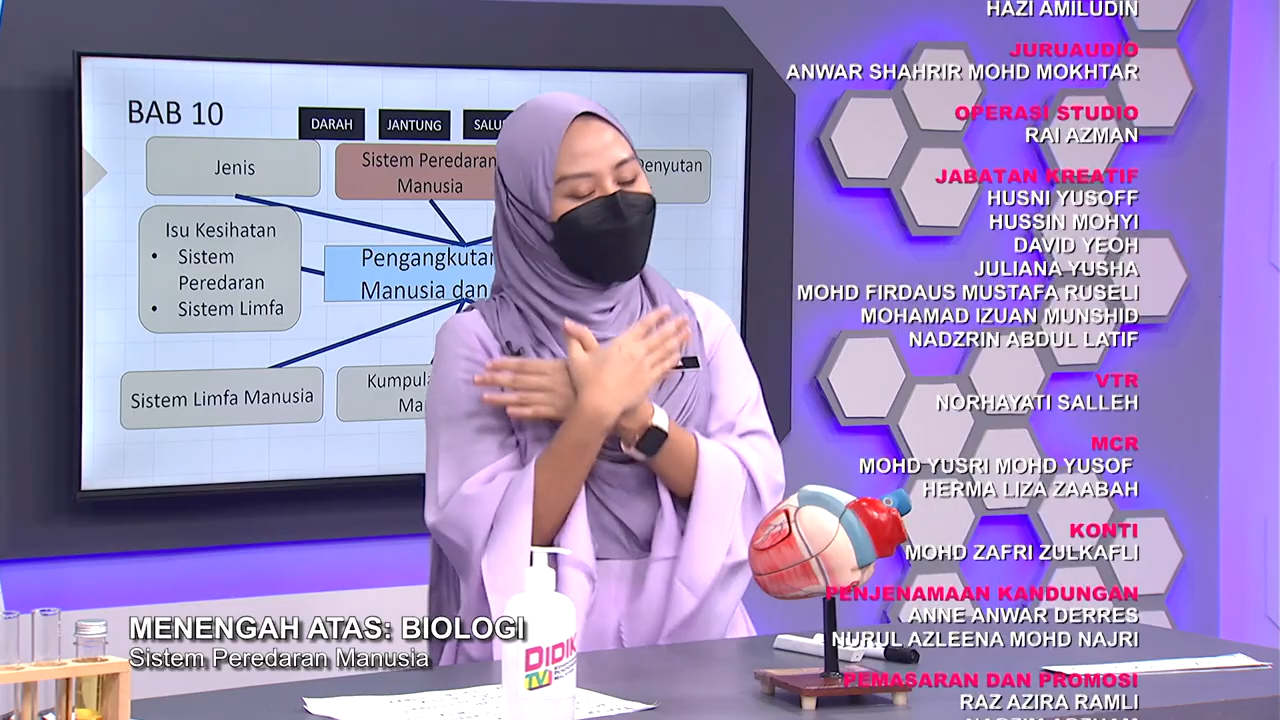 BAB 10
DARAH
JANTUNG
Jenis
Sistem Peredaran
Manusia
Isu Kesihatan
• Sistem
Peredaran
• Sistem Limfa
Manusia dan
Sistem Limfa Manusia
MENENGAH ATAS: BIOLOGI
Sistem Peredaran Manusia
DIDIK
TV
HAZI AMILUDIN
JURUAUDIO
ANWAR SHAHRIR MOHD MOKHTAR
OPERASI STUDIO
RAI AZMAN
JABATAN KREATIF
HUSNI YUSOFF
HUSSIN MOHYI
DAVID YEOH
JULIANA YUSHA
MOHD FIRDAUS MUSTAFA RUSELI
MOHAMAD IZUAN MUNSHID
NADZRIN ABDUL LATIF
VTR
NORHAYATI SALLEH
MCR
MOHD YUSRI MOHD YUSOF
HERMA LIZA ZAABAH
KONTI
MOHD ZAFRI ZULKAFLI
PENJENAMAAN KANDUNGAN
ANNE ANWAR DERRES
NURUL AZLEENA MOHD NAJRI
PEMASARAN DAN PROMOSI
RAZ AZIRA RAMLI